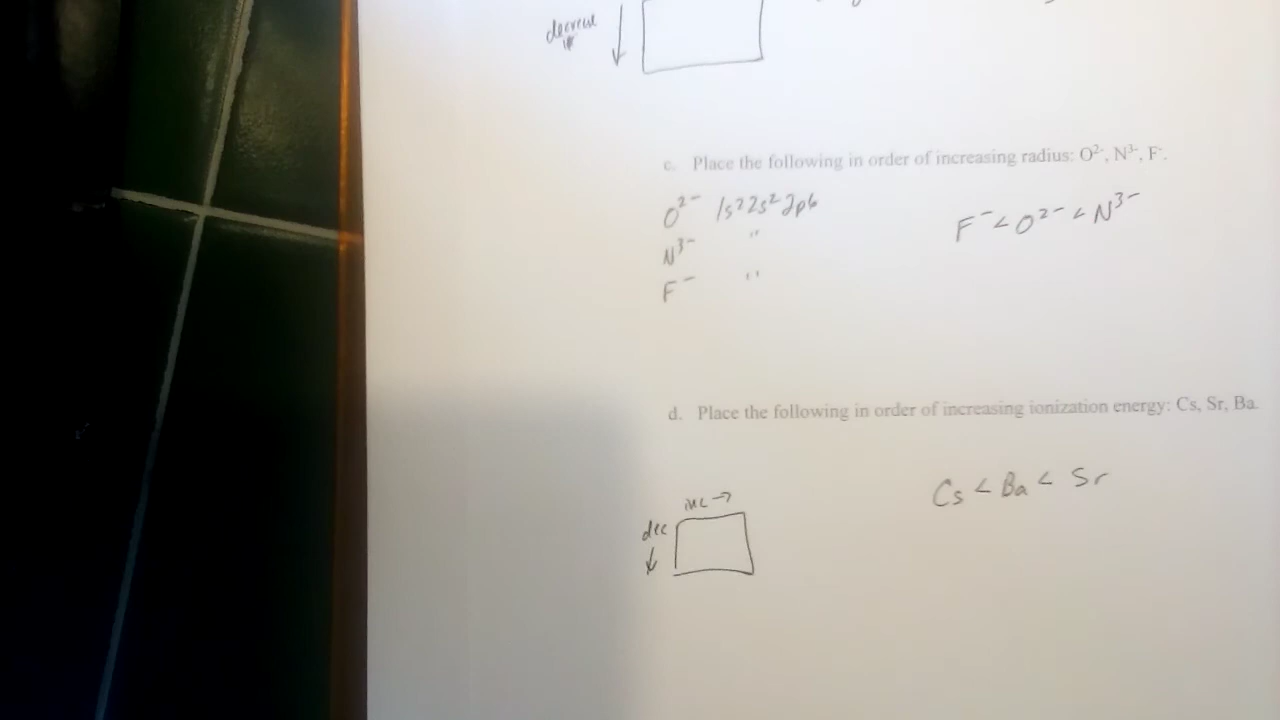 decrease
c. Place the following in order of increasing radius: O²⁻, N³⁻, F⁻.
O²⁻ 1s²2s²2p6
N³⁻ "
F⁻ "
F⁻ < O²⁻ < N³⁻
d. Place the following in order of increasing ionization energy: Cs, Sr, Ba.
inc →
dec
↓
Cs < Ba < Sr